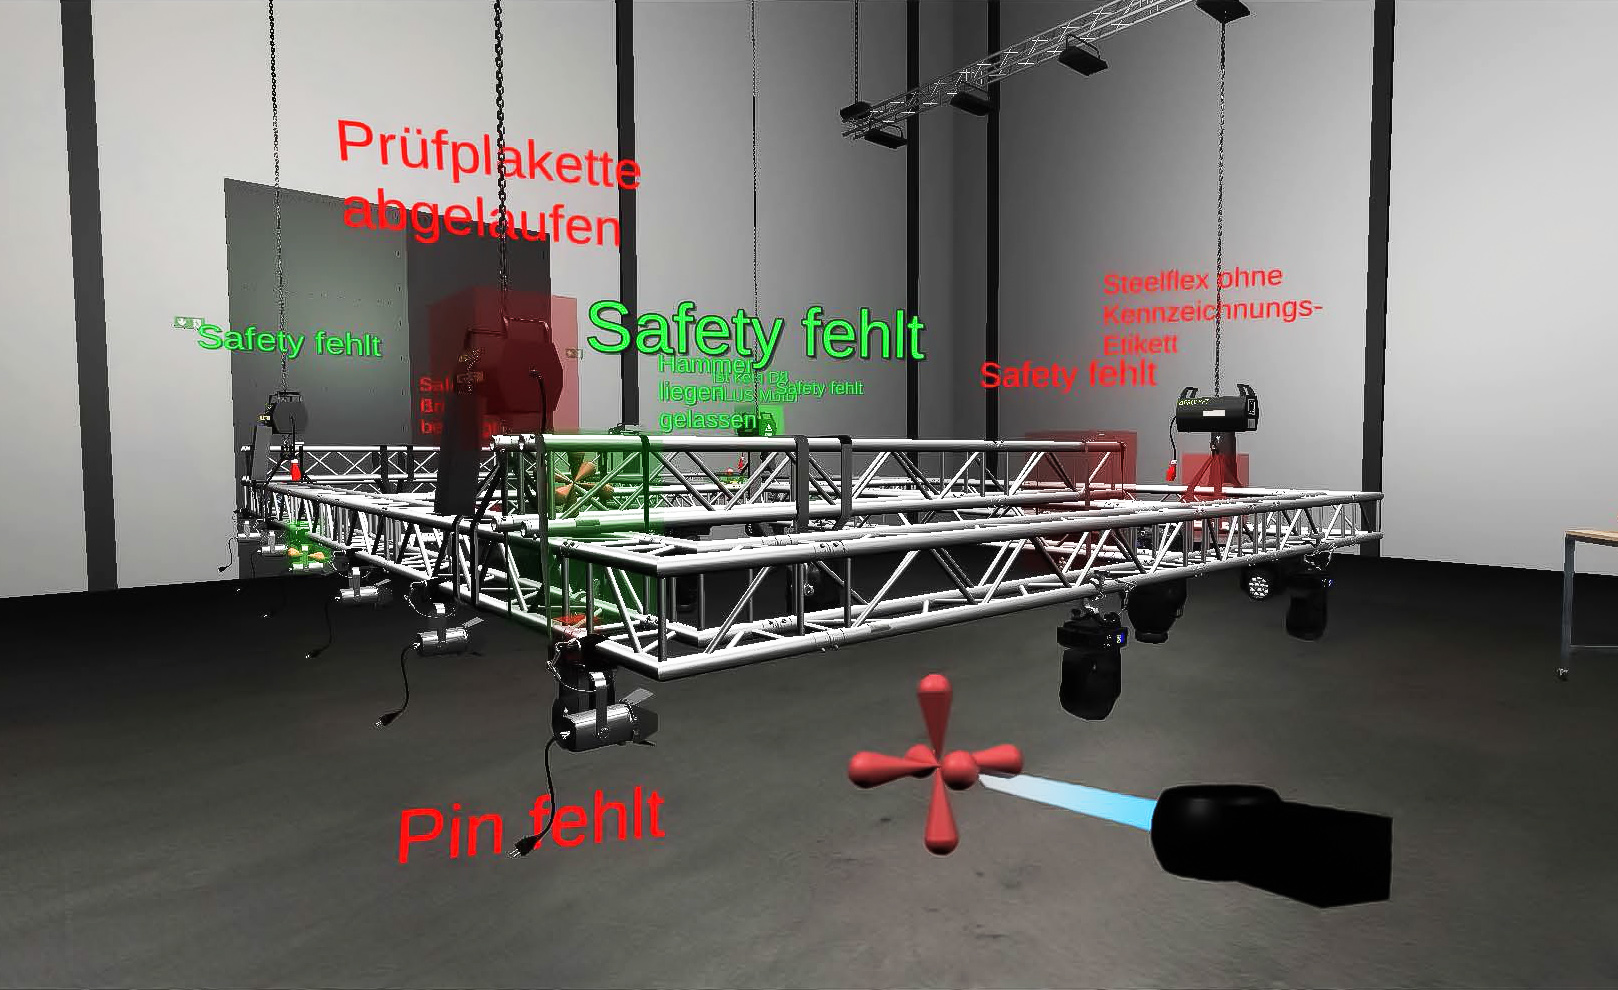 Prüfplakette
abgelaufen
Safety fehlt
Safety fehlt
Hammer
liegen
gelassen
Safety fehlt
Steelflex ohne
Kennzeichnungs-
Etikett
Safety fehlt
Pin fehlt